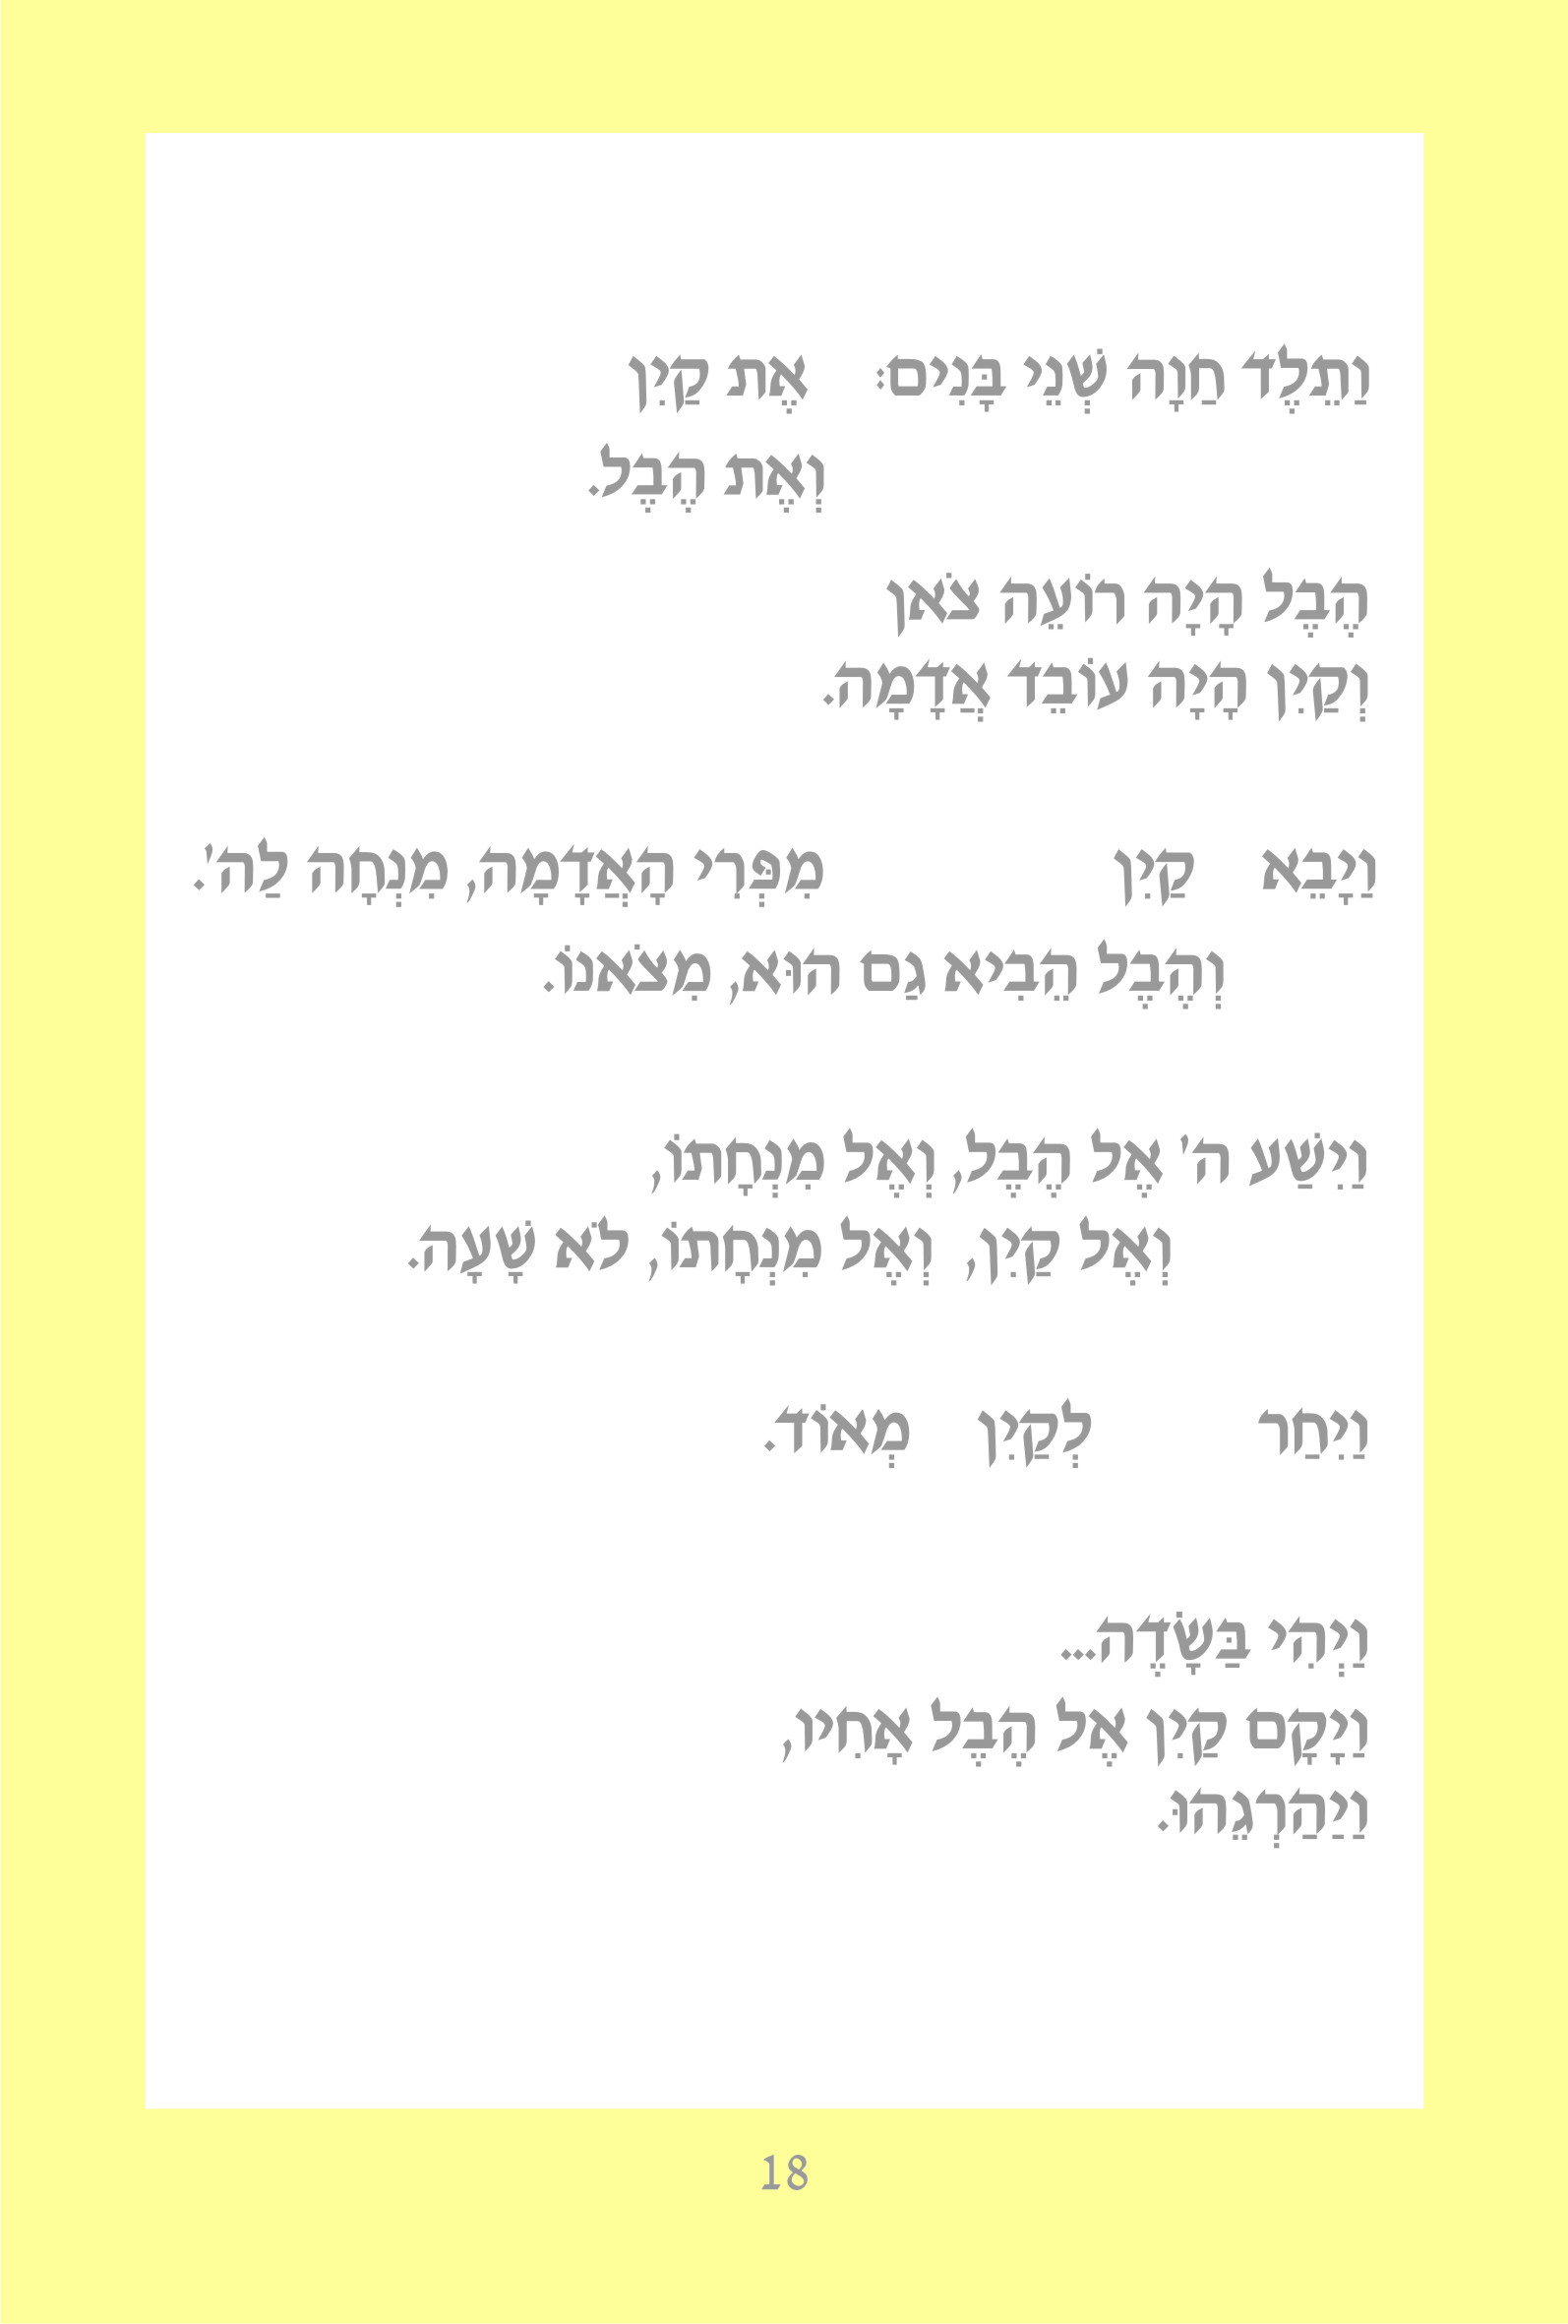 וַתֵלֶד חַוָה שְׁנֵי בָּנִים: אֶת קַיִן
וְאֶת הֶבֶל.
הֶבֶל הָיָה רוֹעֵה צֹאן
וְקַיִן הָיָה עוֹבֵד אֲדָמָה.
וַיָבֵא קַיִן מִפְּרִי הָאֲדָמָה, מִנְחָה לַה'.
וְהֶבֶל הֵבִיא גַם הוּא, מִצֹאנוֹ.
וַיִשַׁע ה' אֶל הֶבֶל, וְאֶל מִנְחָתוֹ,
וְאֶל קַיִן, וְאֶל מִנְחָתוֹ, לֹא שָׁעָה.
וַיִחַר לְקַיִן מְאוֹד.
וַיְהִי בַּשָׂדֶה...
וַיָקָם קַיִן אֶל הֶבֶל אָחִיו,
וַיַהַרְגֵהוּ.
18